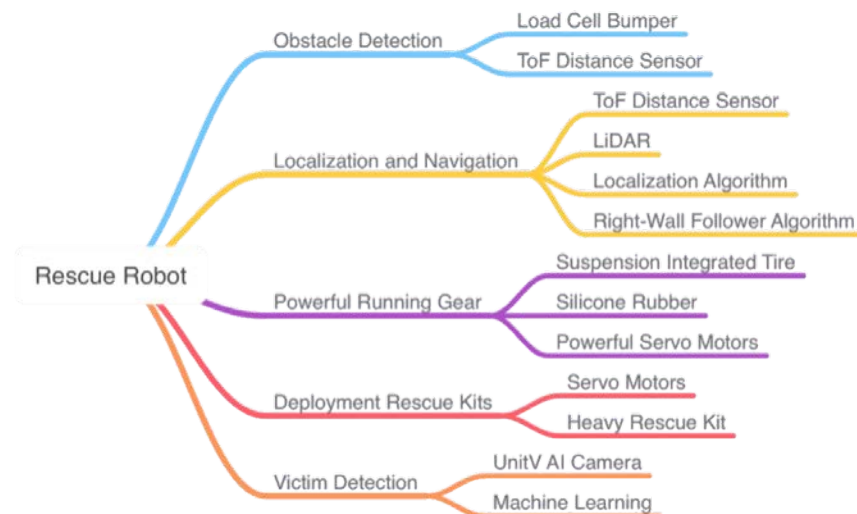 Rescue Robot
Obstacle Detection
Load Cell Bumper
ToF Distance Sensor
Localization and Navigation
ToF Distance Sensor
LiDAR
Localization Algorithm
Right-Wall Follower Algorithm
Powerful Running Gear
Suspension Integrated Tire
Silicone Rubber
Powerful Servo Motors
Deployment Rescue Kits
Servo Motors
Heavy Rescue Kit
Victim Detection
UnitV AI Camera
Machine Learning